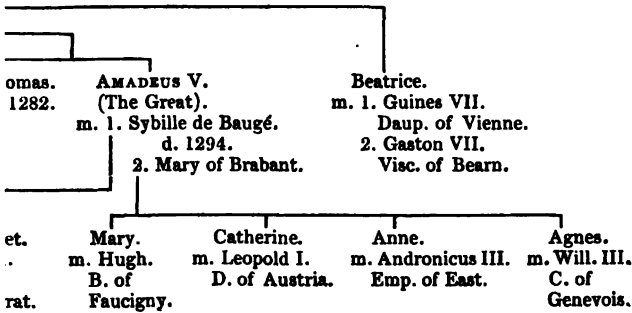 omas. AMADEUS V. Beatrice.
1282. (The Great). m. 1. Guines VII.
m. 1. Sybille de Baugé. Daup. of Vienne.
d. 1294. 2. Gaston VII.
2. Mary of Brabant. Visc. of Bearn.
et. Mary. Catherine. Anne. Agnes.
. m. Hugh. m. Leopold I. m. Andronicus III. m. Will. III.
B. of D. of Austria. Emp. of East. C. of
rat. Faucigny. Genevois.